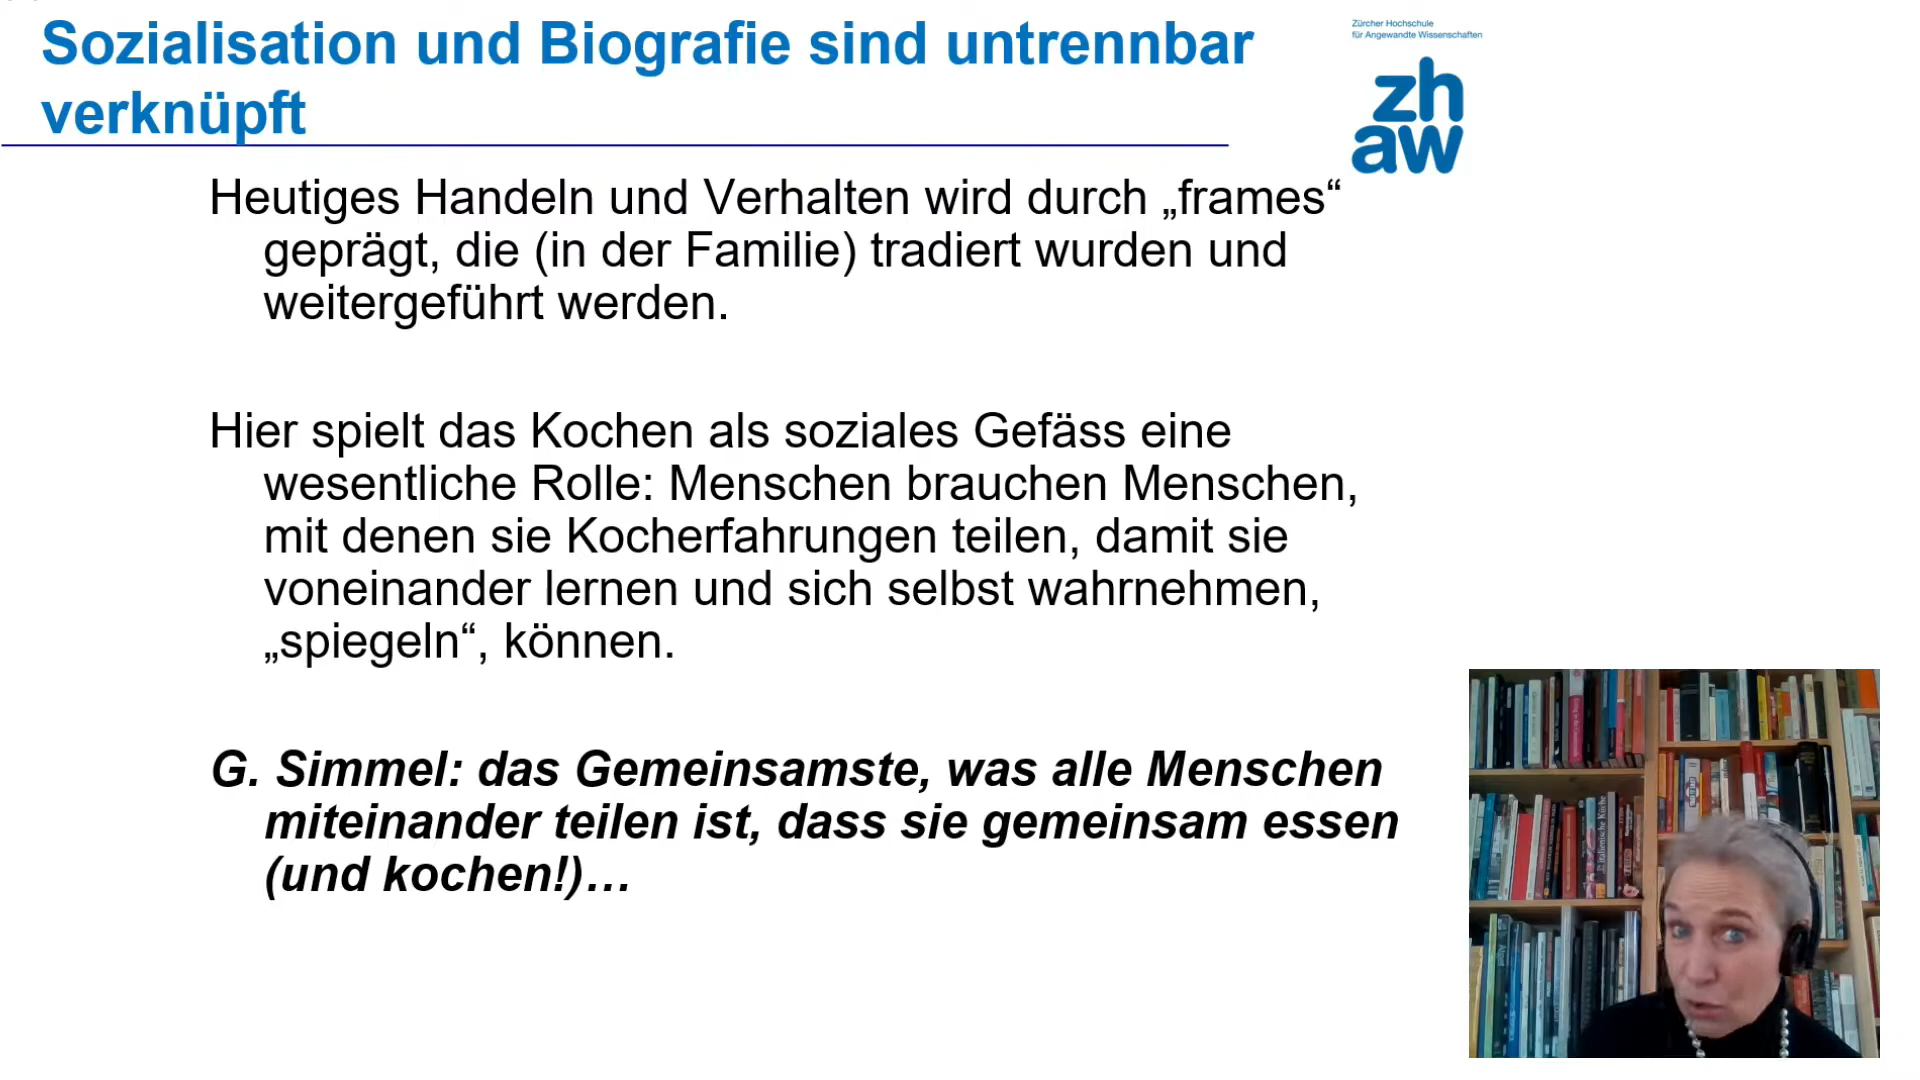 Sozialisation und Biografie sind untrennbar
verknüpft
Zürcher Hochschule
für Angewandte Wissenschaften
zh
aw
Heutiges Handeln und Verhalten wird durch „frames“
geprägt, die (in der Familie) tradiert wurden und
weitergeführt werden.
Hier spielt das Kochen als soziales Gefäss eine
wesentliche Rolle: Menschen brauchen Menschen,
mit denen sie Kocherfahrungen teilen, damit sie
voneinander lernen und sich selbst wahrnehmen,
„spiegeln“, können.
G. Simmel: das Gemeinsamste, was alle Menschen
miteinander teilen ist, dass sie gemeinsam essen
(und kochen!)…